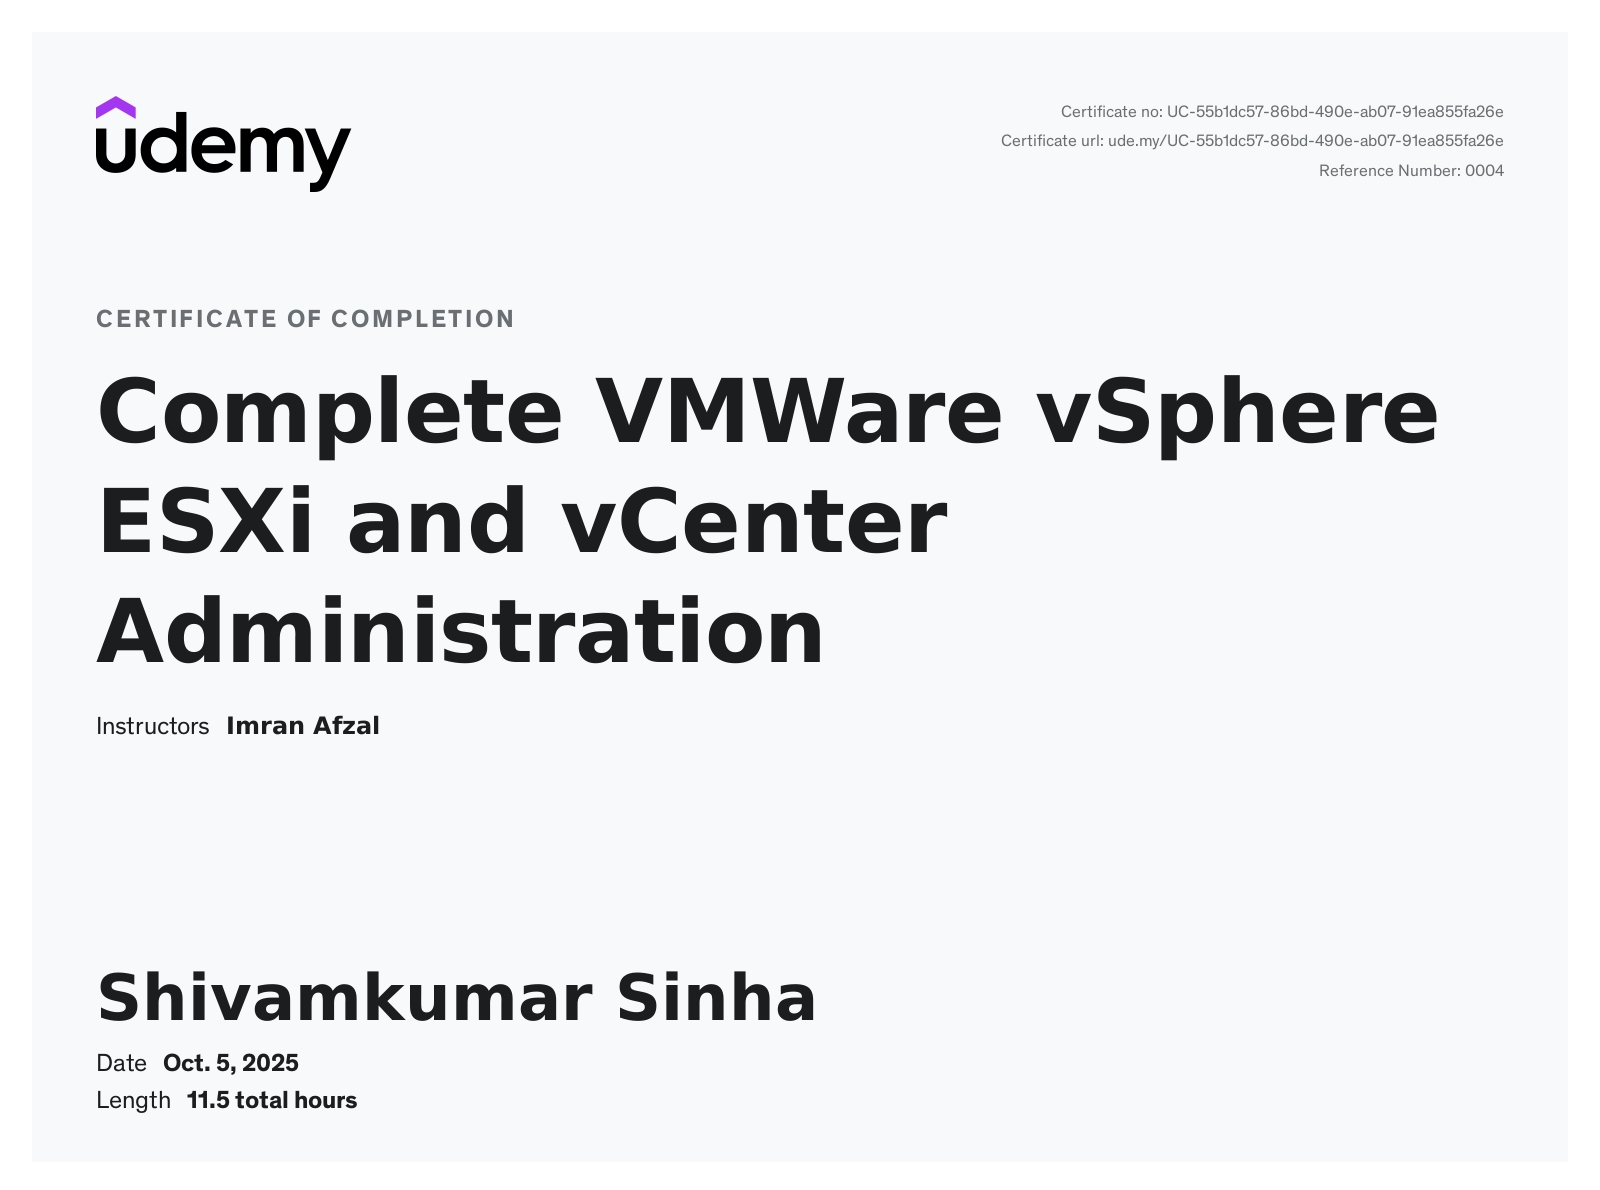 udemy
Certificate no: UC-55b1dc57-86bd-490e-ab07-91ea855fa26e
Certificate url: ude.my/UC-55b1dc57-86bd-490e-ab07-91ea855fa26e
Reference Number: 0004
CERTIFICATE OF COMPLETION
Complete VMWare vSphere
ESXi and vCenter
Administration
Instructors Imran Afzal
Shivamkumar Sinha
Date Oct. 5, 2025
Length 11.5 total hours